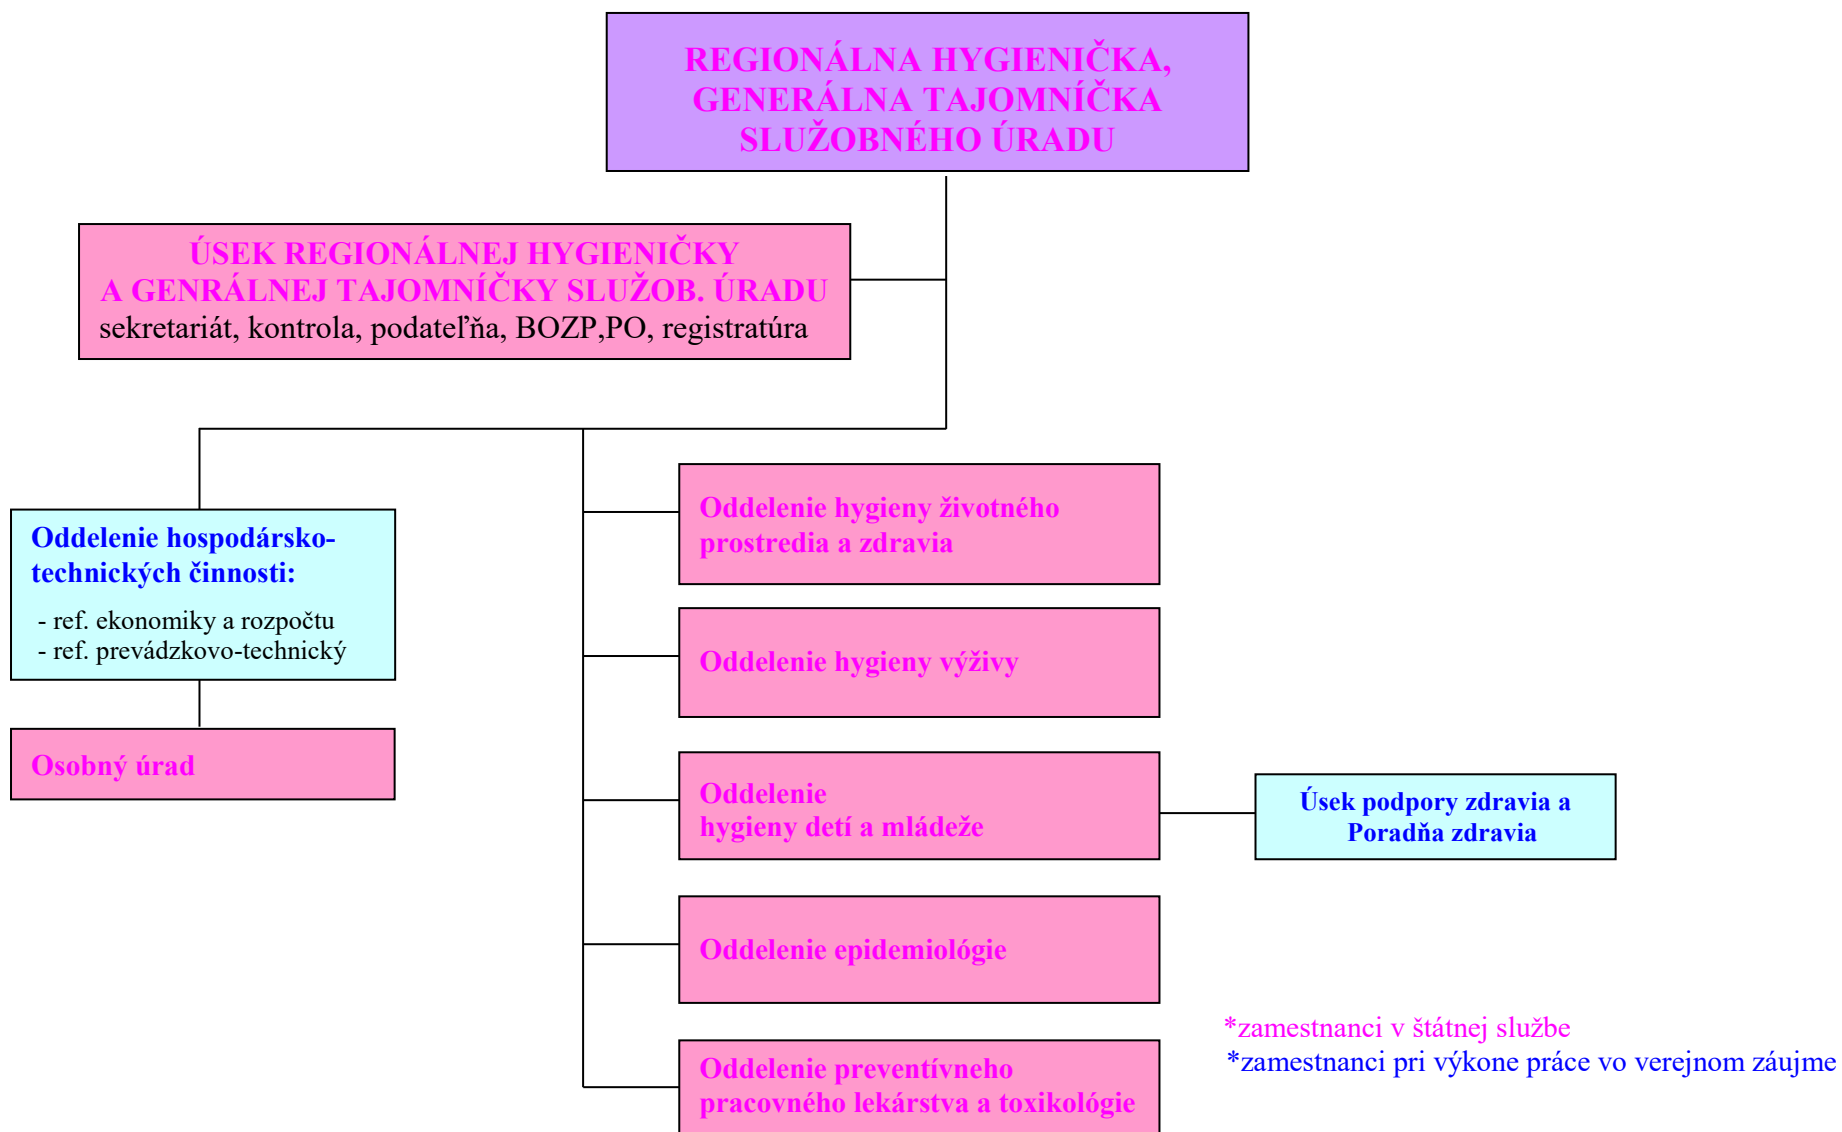 REGIONÁLNA HYGIENIČKA,
GENERÁLNA TAJOMNÍČKA
SLUŽOBNÉHO ÚRADU
ÚSEK REGIONÁLNEJ HYGIENIČKY
A GENRÁLNEJ TAJOMNÍČKY SLUŽOB. ÚRADU
sekretariát, kontrola, podateľňa, BOZP,PO, registratúra
Oddelenie hospodársko-
technických činnosti:
- ref. ekonomiky a rozpočtu
- ref. prevádzkovo-technický
Osobný úrad
Oddelenie hygieny životného
prostredia a zdravia
Oddelenie hygieny výživy
Oddelenie
hygieny detí a mládeže
Úsek podpory zdravia a
Poradňa zdravia
Oddelenie epidemiológie
Oddelenie preventívneho
pracovného lekárstva a toxikológie
*zamestnanci v štátnej službe
*zamestnanci pri výkone práce vo verejnom záujme